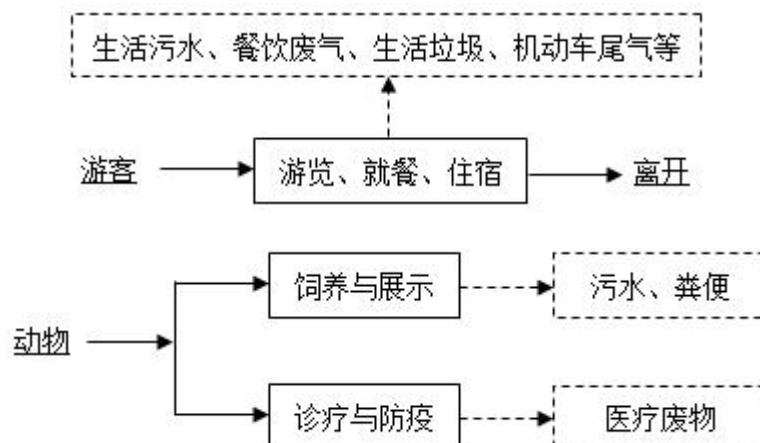 生活污水、餐饮废气、生活垃圾、机动车尾气等
游客
游览、就餐、住宿
离开
饲养与展示
污水、粪便
动物
诊疗与防疫
医疗废物